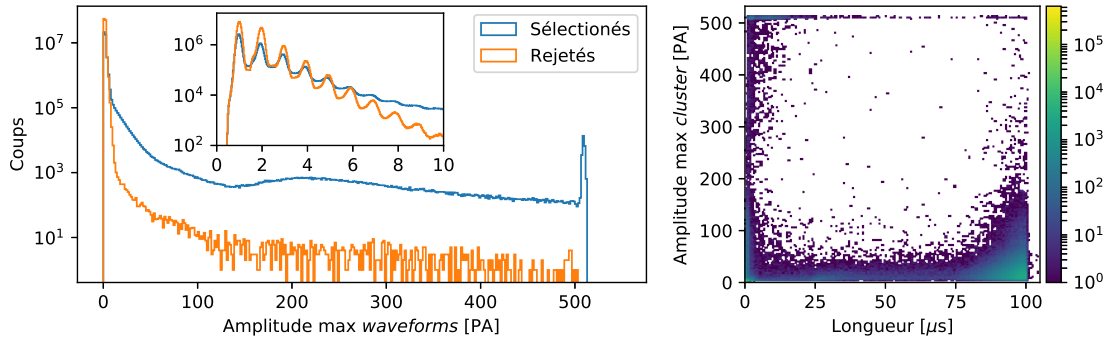 Sélectionés
Rejetés
10^7
10^5
10^3
10^1
Coups
10^6
10^4
10^2
0 2 4 6 8 10
0 100 200 300 400 500
Amplitude max waveforms [PA]
500
400
300
200
100
0
Amplitude max cluster [PA]
0 25 50 75 100
Longueur [µs]
10^5
10^4
10^3
10^2
10^1
10^0